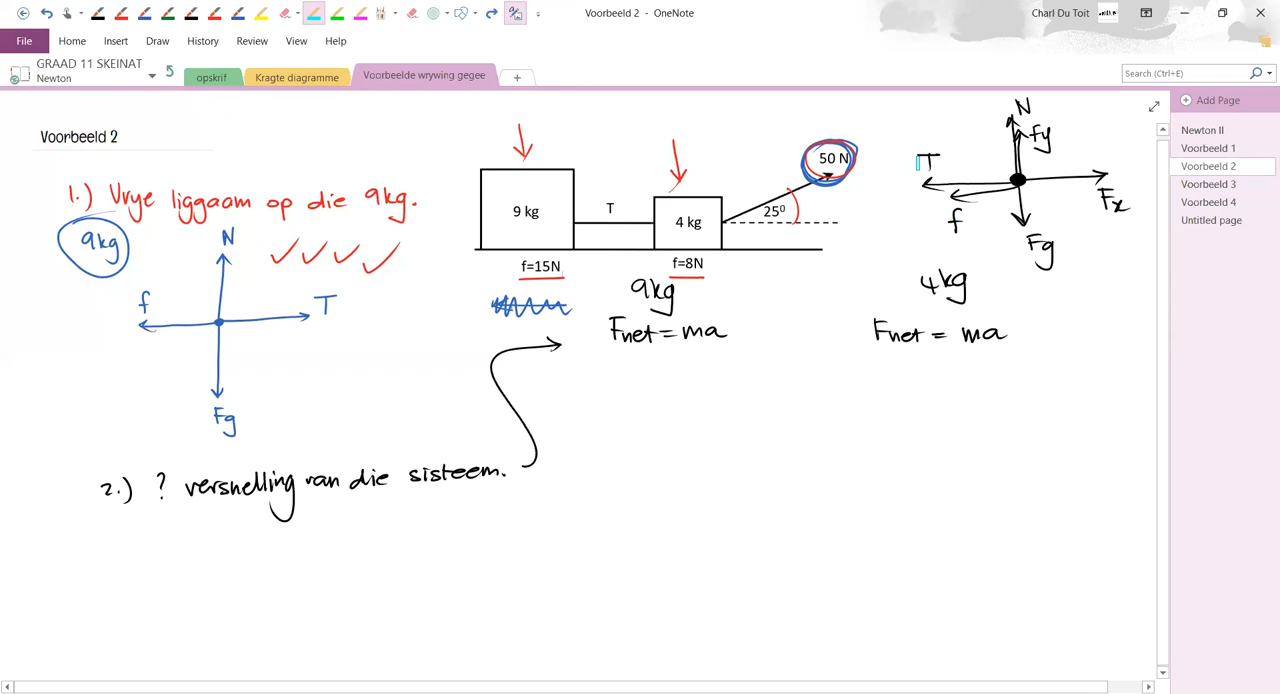 Voorbeeld 2 - OneNote
Charl Du Toit
File Home Insert Draw History Review View Help
GRAAD 11 SKEINAT
Newton
opskrif
Kragte diagramme
Voorbeelde wrywing gegee
+
Search (Ctrl+E)
Add Page
Newton II
Voorbeeld 1
Voorbeeld 2
Voorbeeld 3
Voorbeeld 4
Untitled page
Voorbeeld 2
1.) Vrye liggaam op die 9kg.
9kg
N
f
T
Fg
9 kg
T
4 kg
50 N
25⁰
f=15N
f=8N
N
fy
T
f
Fx
Fg
9kg
Fnet = ma
4kg
Fnet = ma
2.) ? versnelling van die sisteem.